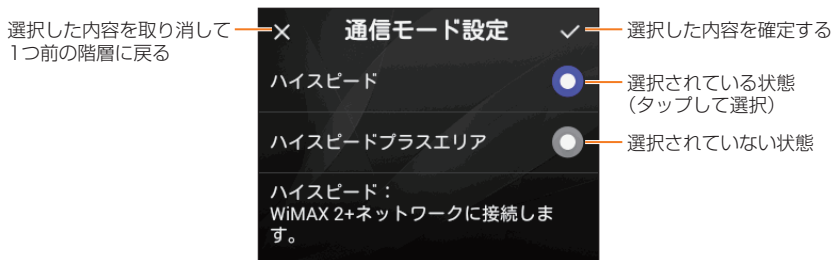 選択した内容を取り消して
1つ前の階層に戻る
通信モード設定
選択した内容を確定する
ハイスピード
選択されている状態
（タップして選択）
ハイスピードプラスエリア
選択されていない状態
ハイスピード：
WiMAX 2+ネットワークに接続しま
す。